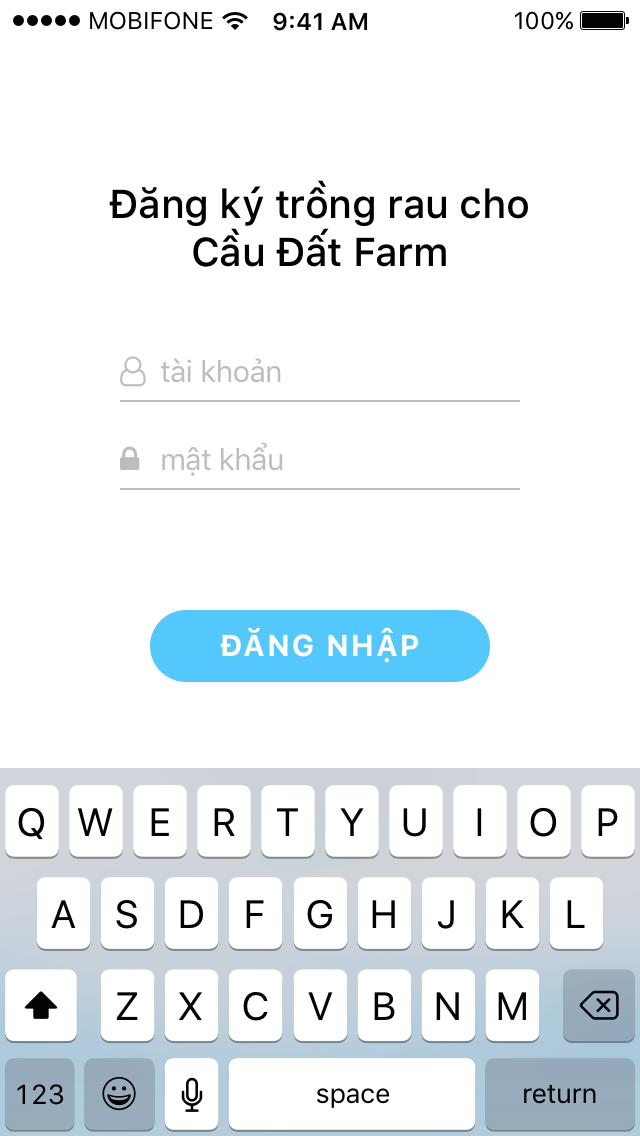 MOBIFONE 9:41 AM 100%
Đăng ký trồng rau cho
Cầu Đất Farm
tài khoản
mật khẩu
ĐĂNG NHẬP
Q W E R T Y U I O P
A S D F G H J K L
Z X C V B N M
123 space return